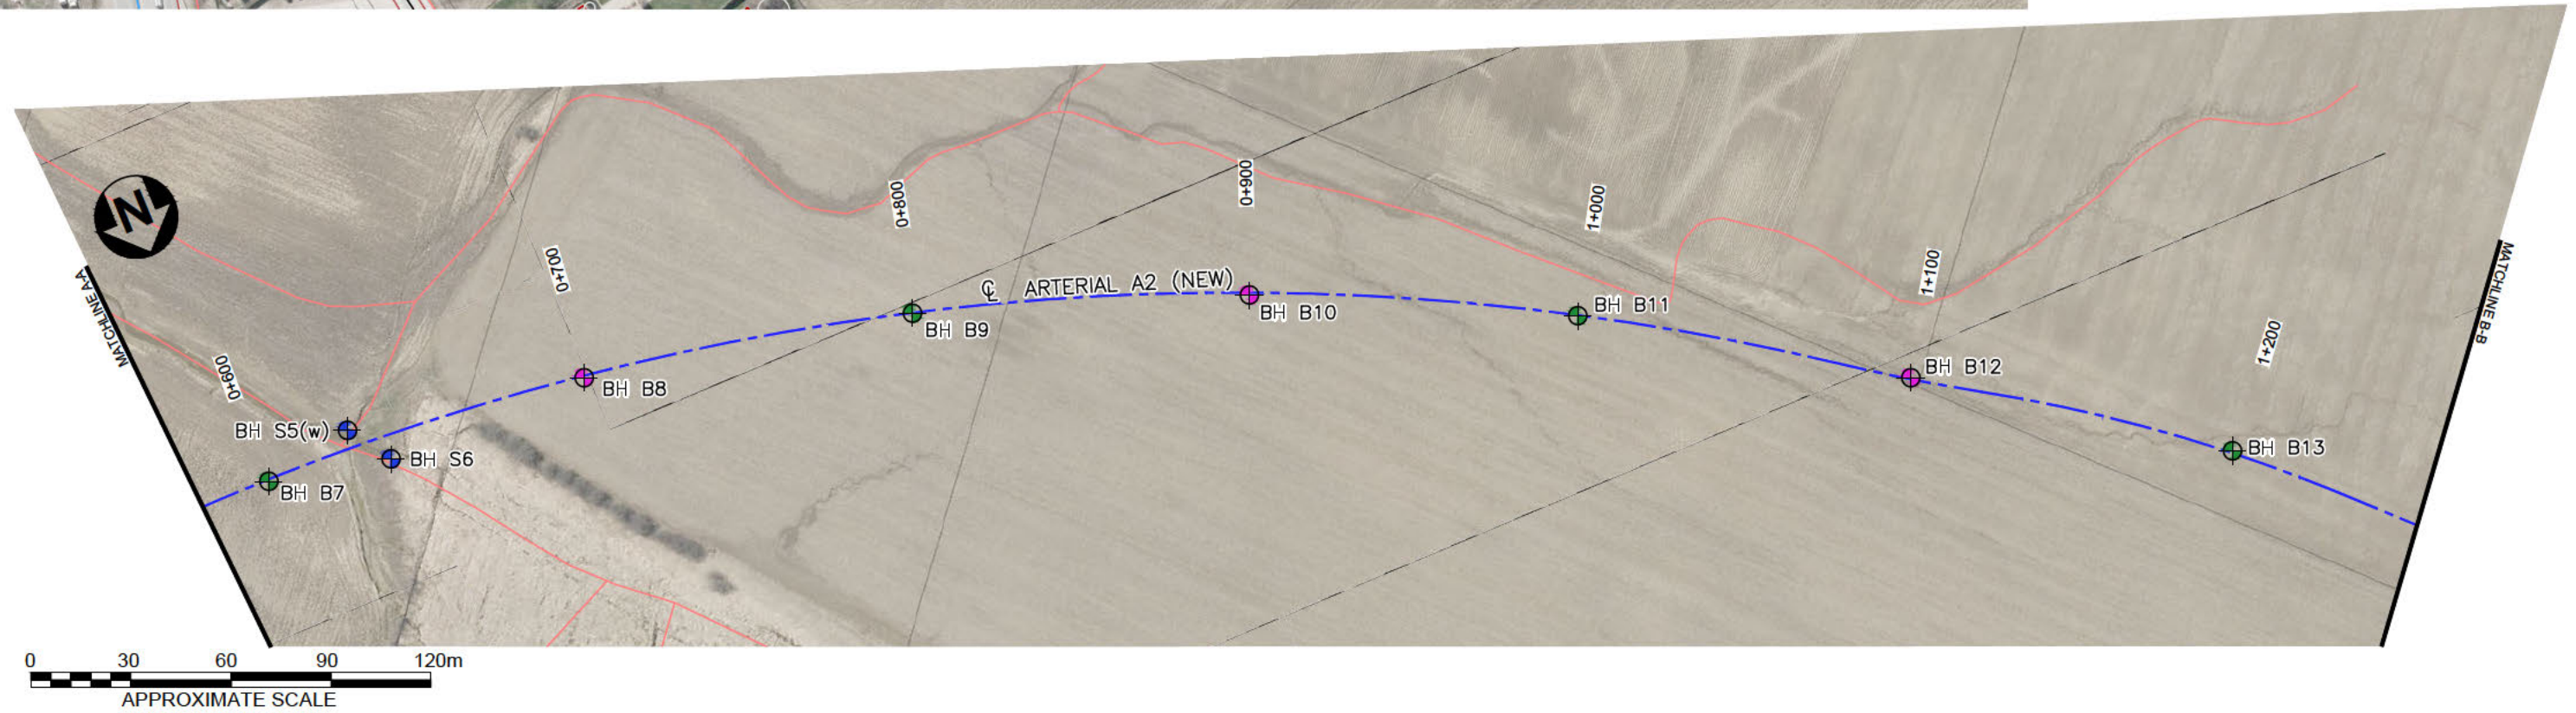 N
0+600
0+700
0+800
0+900
1+000
1+100
1+200
MATCHLINE A-A
MATCHLINE B-B
℄ ARTERIAL A2 (NEW)
BH S5(w)
BH S6
BH B7
BH B8
BH B9
BH B10
BH B11
BH B12
BH B13
0 30 60 90 120m
APPROXIMATE SCALE